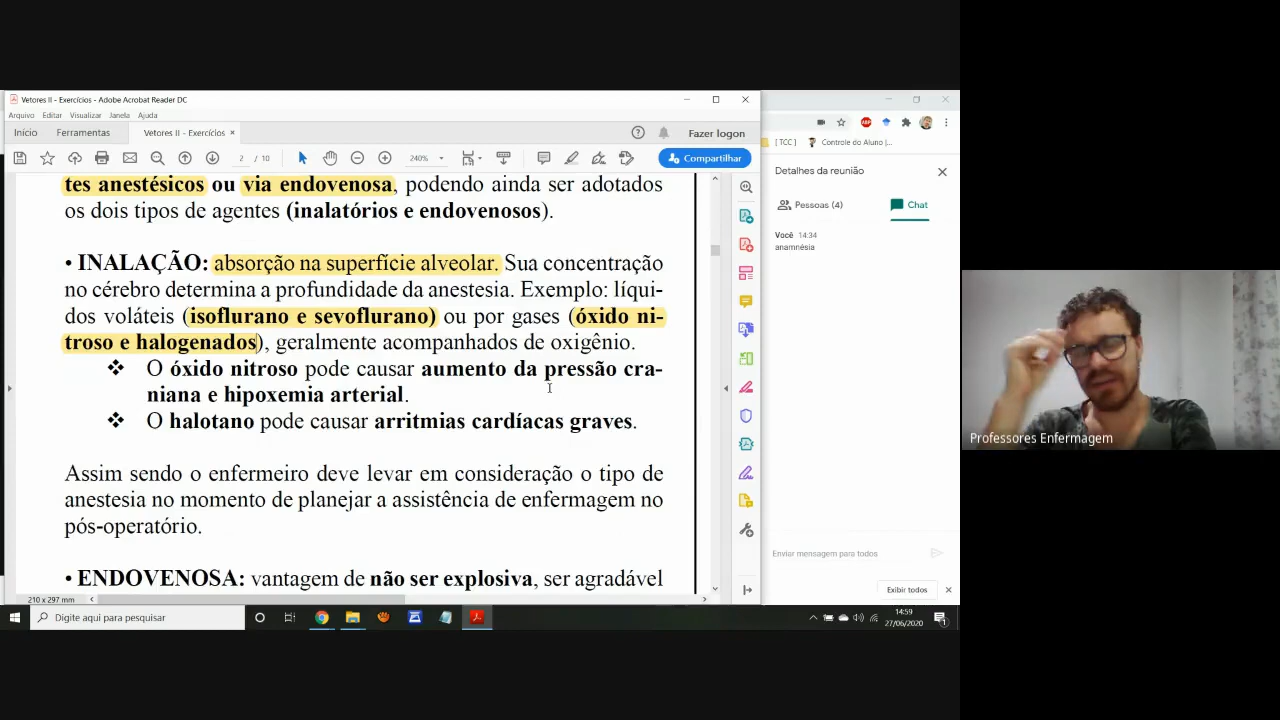 Vetores II - Exercícios - Adobe Acrobat Reader DC
Arquivo Editar Visualizar Janela Ajuda
Início Ferramentas Vetores II - Exercícios × Fazer logon
2 / 10 240% Compartilhar
tes anestésicos ou via endovenosa, podendo ainda ser adotados
os dois tipos de agentes (inalatórios e endovenosos).
• INALAÇÃO: absorção na superfície alveolar. Sua concentração
no cérebro determina a profundidade da anestesia. Exemplo: líqui-
dos voláteis (isoflurano e sevoflurano) ou por gases (óxido ni-
troso e halogenados), geralmente acompanhados de oxigênio.
❖ O óxido nitroso pode causar aumento da pressão cra-
niana e hipoxemia arterial.
❖ O halotano pode causar arritmias cardíacas graves.
Assim sendo o enfermeiro deve levar em consideração o tipo de
anestesia no momento de planejar a assistência de enfermagem no
pós-operatório.
• ENDOVENOSA: vantagem de não ser explosiva, ser agradável
210 x 297 mm
ABP
[ TCC ] Controle do Aluno |...
Detalhes da reunião
Pessoas (4) Chat
Você 14:34
anamnésia
Enviar mensagem para todos
Exibir todos
Professores Enfermagem
Digite aqui para pesquisar
14:59
27/06/2020
1